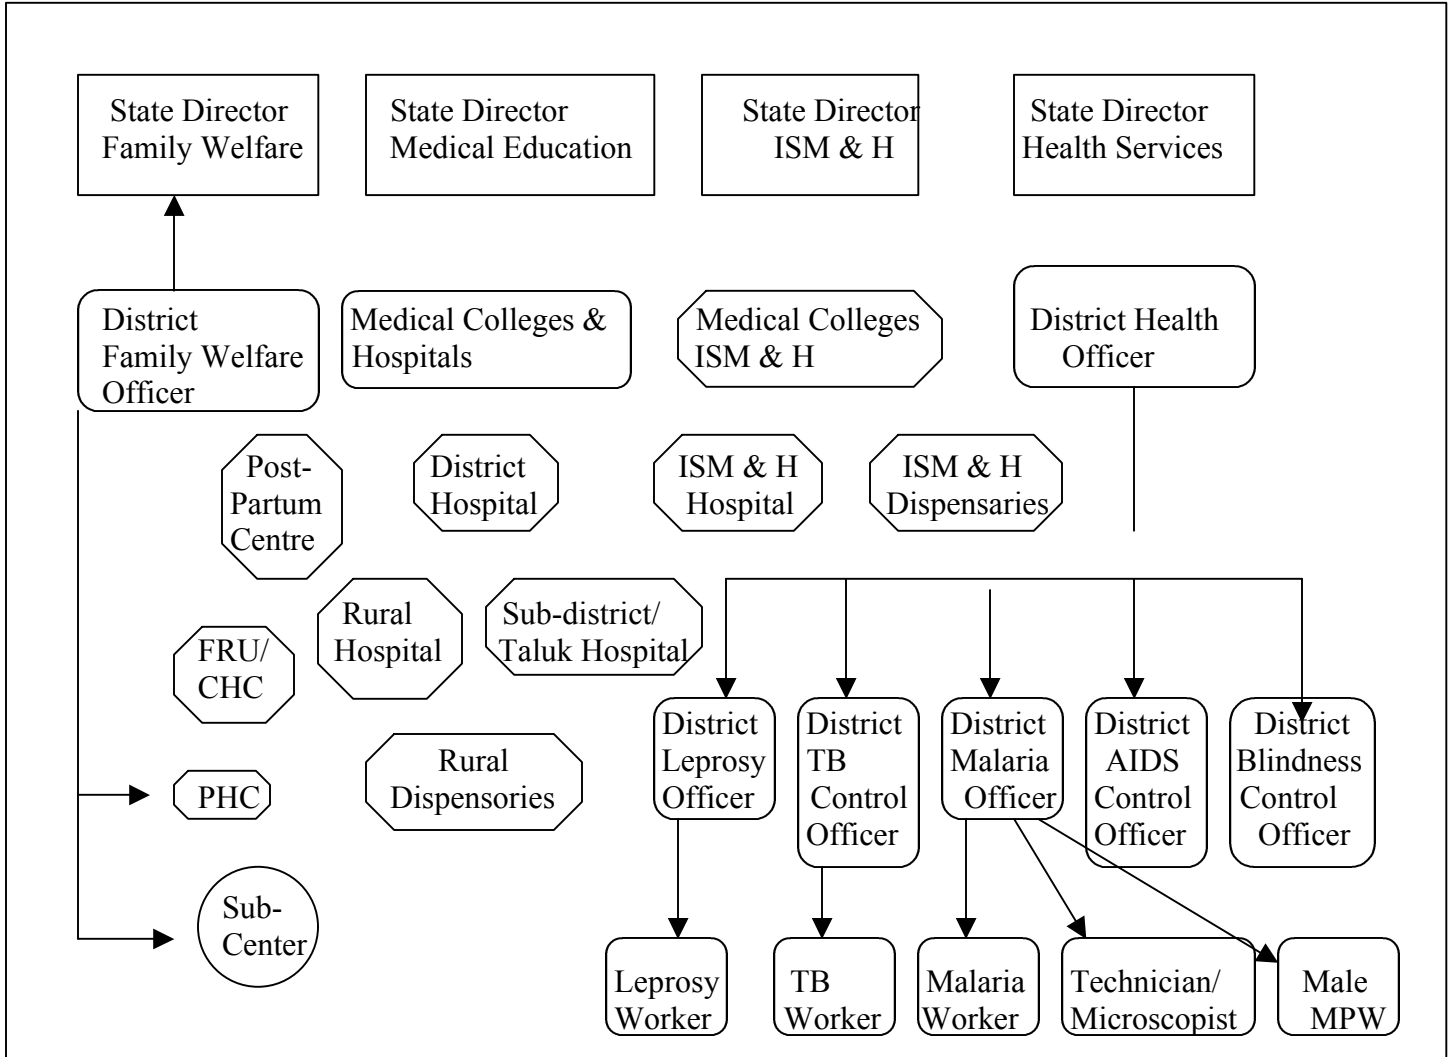 State Director
Family Welfare
State Director
Medical Education
State Director
ISM & H
State Director
Health Services
District
Family Welfare
Officer
Medical Colleges &
Hospitals
Medical Colleges
ISM & H
District Health
Officer
Post-
Partum
Centre
District
Hospital
ISM & H
Hospital
ISM & H
Dispensaries
Rural
Hospital
Sub-district/
Taluk Hospital
FRU/
CHC
District
Leprosy
Officer
District
TB
Control
Officer
District
Malaria
Officer
District
AIDS
Control
Officer
District
Blindness
Control
Officer
PHC
Rural
Dispensories
Sub-
Center
Leprosy
Worker
TB
Worker
Malaria
Worker
Technician/
Microscopist
Male
MPW